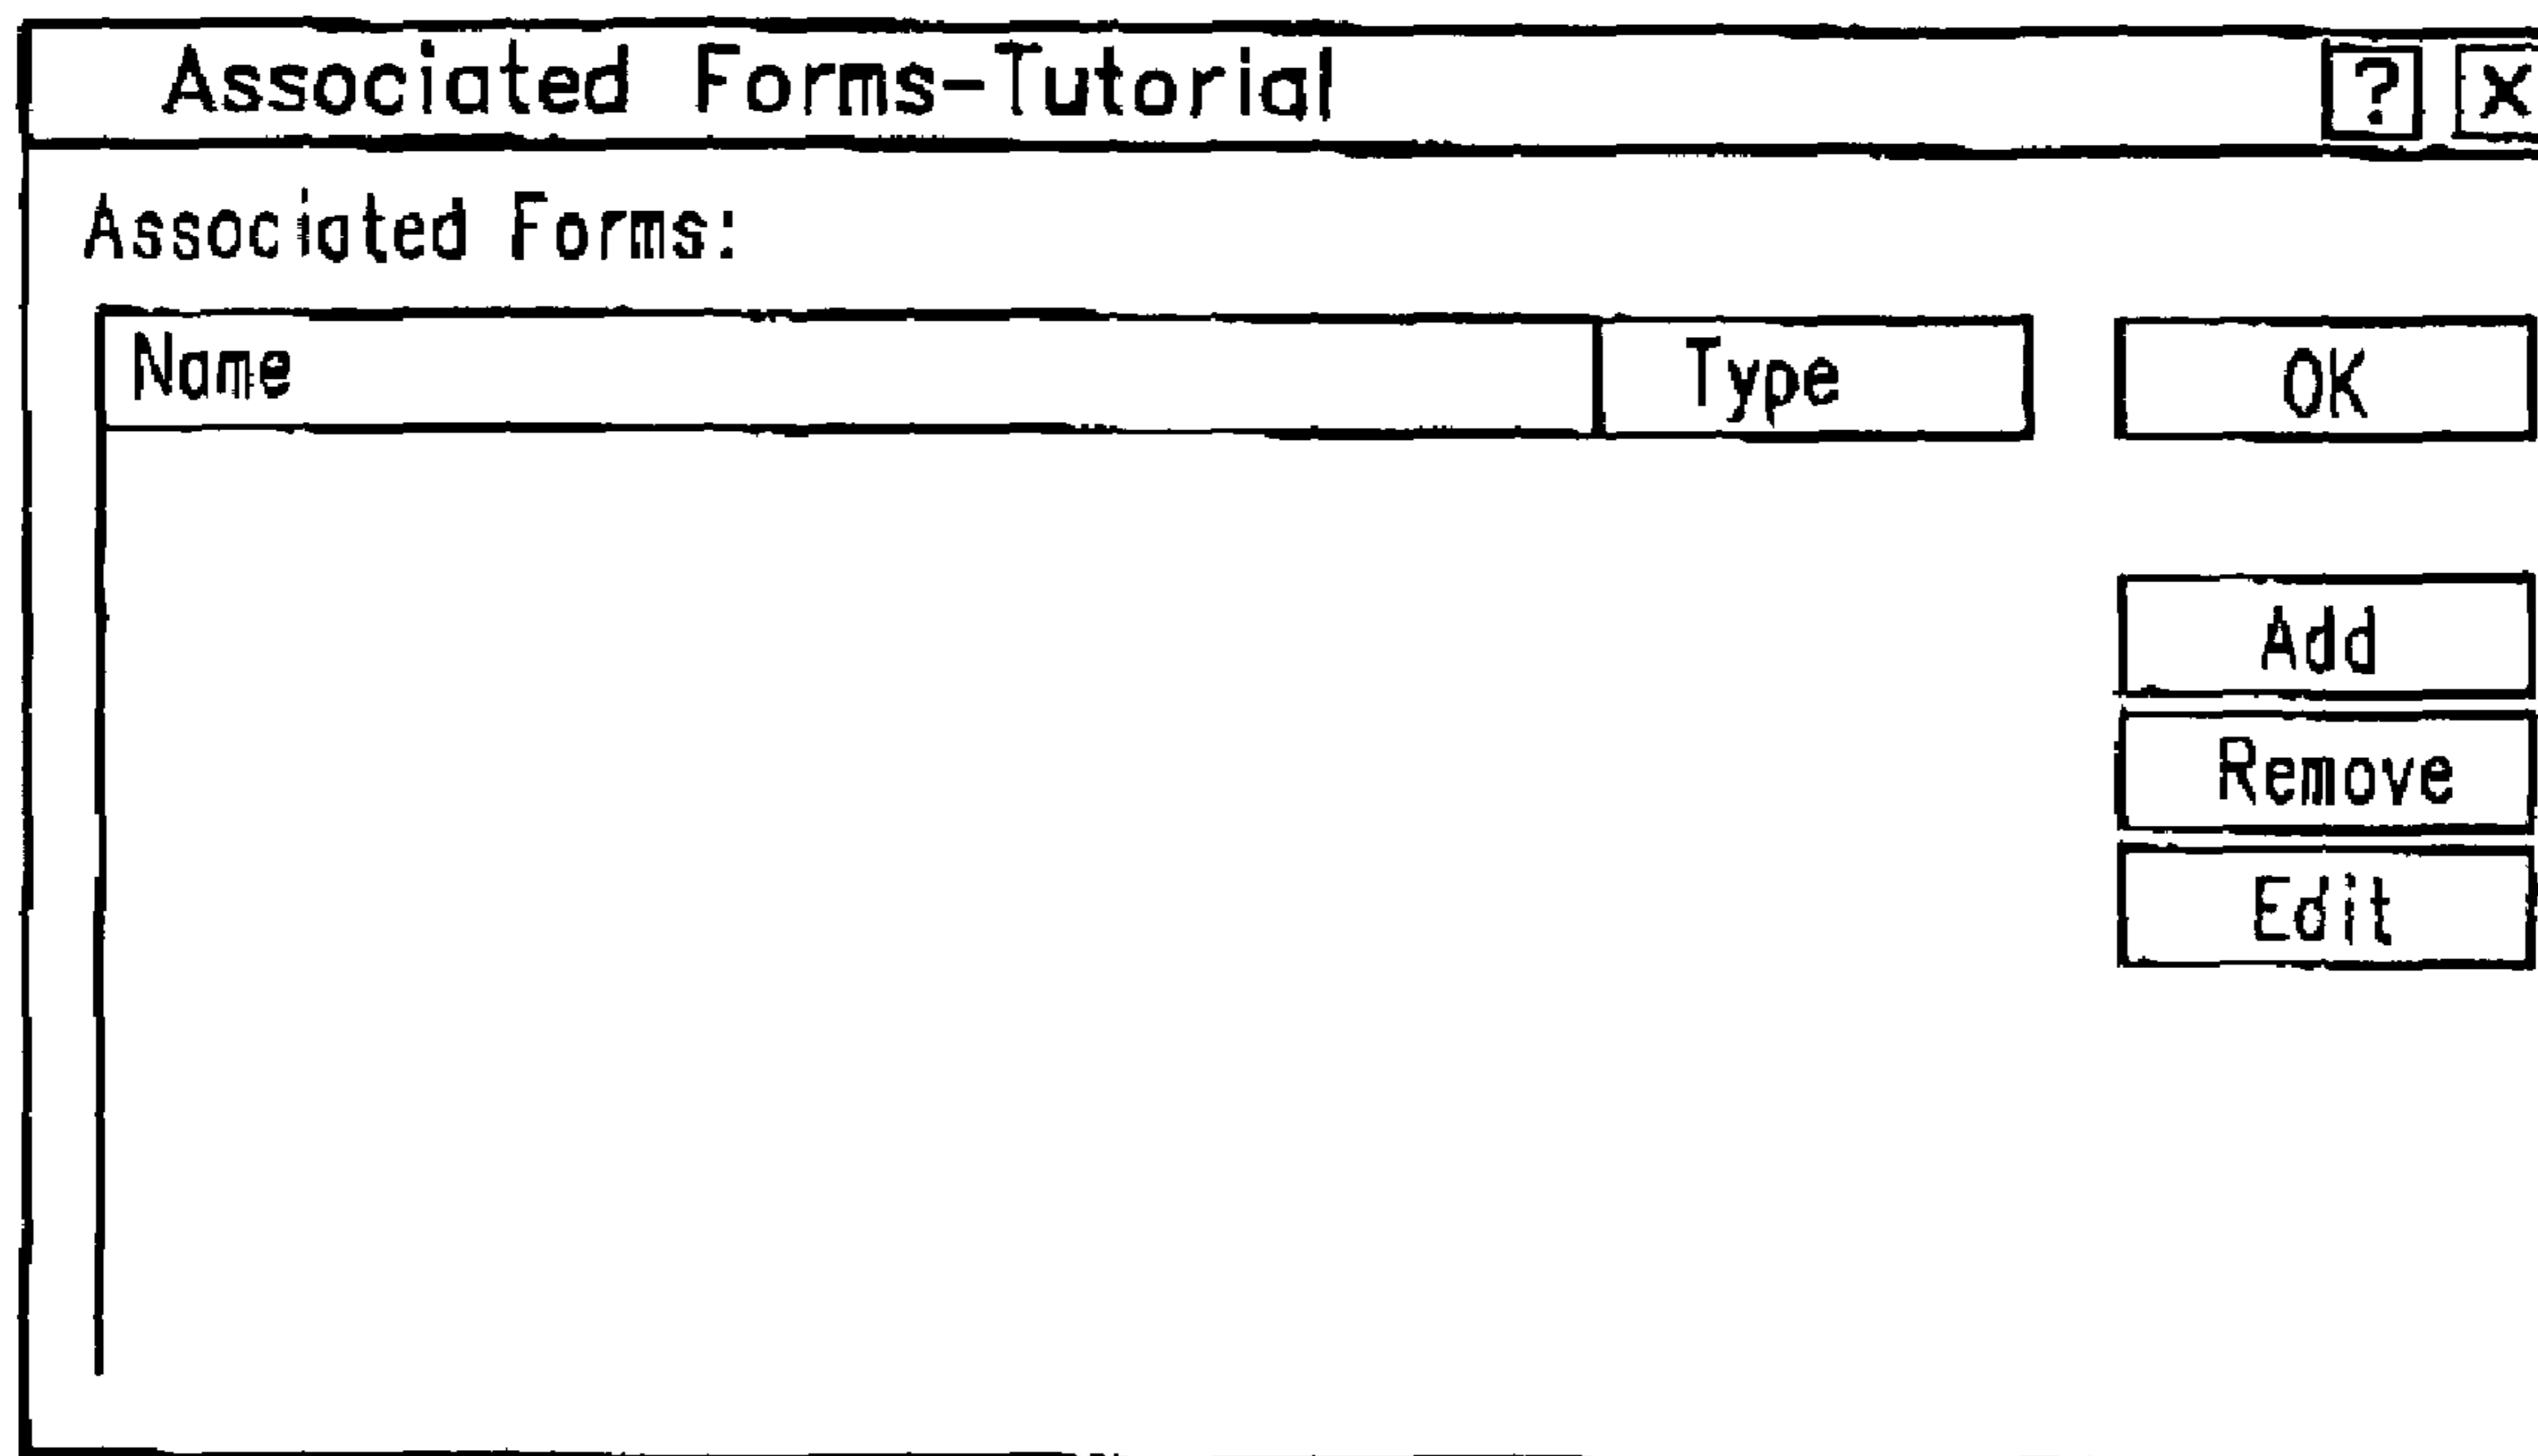 Associated Forms-Tutorial ? X
Associated Forms:
Name Type OK
Add
Remove
Edit